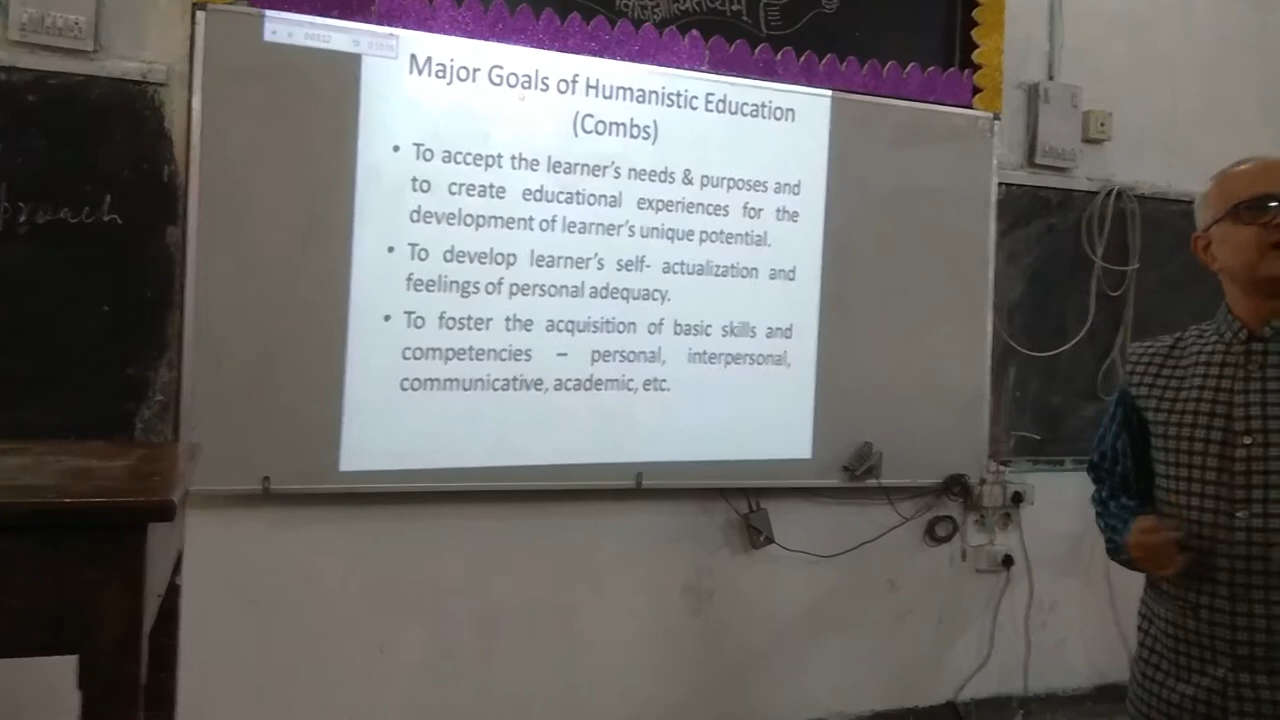 00812
Major Goals of Humanistic Education
(Combs)
• To accept the learner's needs & purposes and
to create educational experiences for the
development of learner's unique potential.
• To develop learner's self- actualization and
feelings of personal adequacy.
• To foster the acquisition of basic skills and
competencies – personal, interpersonal,
communicative, academic, etc.
proach